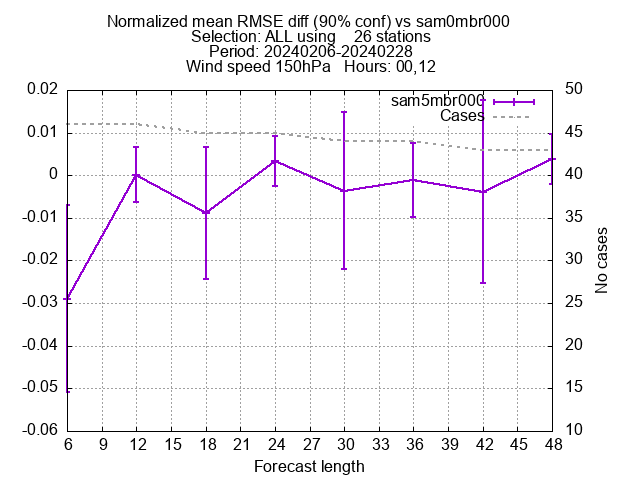 Normalized mean RMSE diff (90% conf) vs sam0mbr000
Selection: ALL using    26 stations
Period: 20240206-20240228
Wind speed 150hPa   Hours: 00,12
sam5mbr000
Cases
0.02
0.01
0
-0.01
-0.02
-0.03
-0.04
-0.05
-0.06
50
45
40
35
30
25
20
15
10
No cases
6 9 12 15 18 21 24 27 30 33 36 39 42 45 48
Forecast length